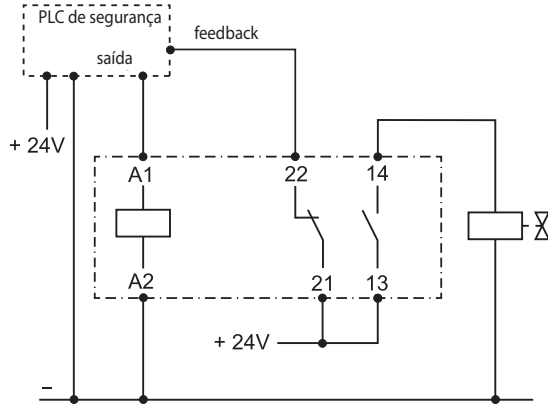 PLC de segurança
feedback
saída
+ 24V
A1
22
14
A2
21
13
+ 24V
–